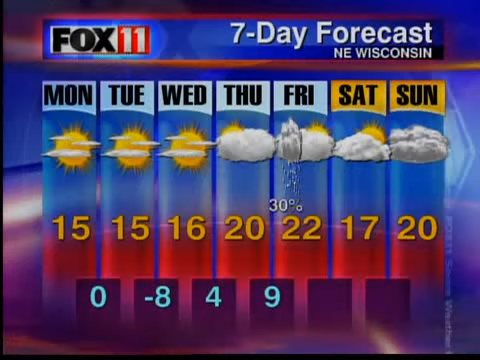 FOX 11
7-Day Forecast
NE WISCONSIN
MON TUE WED THU FRI SAT SUN
30%
15 15 16 20 22 17 20
0 -8 4 9